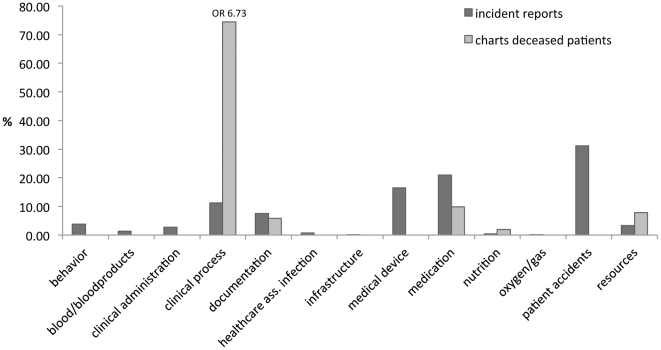 80.00
70.00
60.00
50.00
%
40.00
30.00
20.00
10.00
0.00
OR 6.73
incident reports
charts deceased patients
behavior
blood/bloodproducts
clinical administration
clinical process
documentation
healthcare ass. infection
infrastructure
medical device
medication
nutrition
oxygen/gas
patient accidents
resources